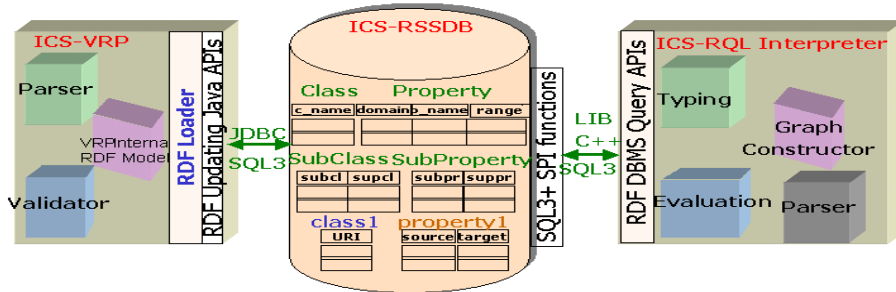 ICS-VRP
Parser
VRPInternal
RDF Model
Validator
RDF Loader
RDF Updating Java APIs
JDBC
SQL3
ICS-RSSDB
Class Property
c_name domain p_name range
SubClass SubProperty
subcl supcl subpr suppr
class1 property1
URI source target
SQL3+ SPI functions
LIB
C++
SQL3
RDF DBMS Query APIs
ICS-RQL Interpreter
Typing
Graph
Constructor
Evaluation
Parser